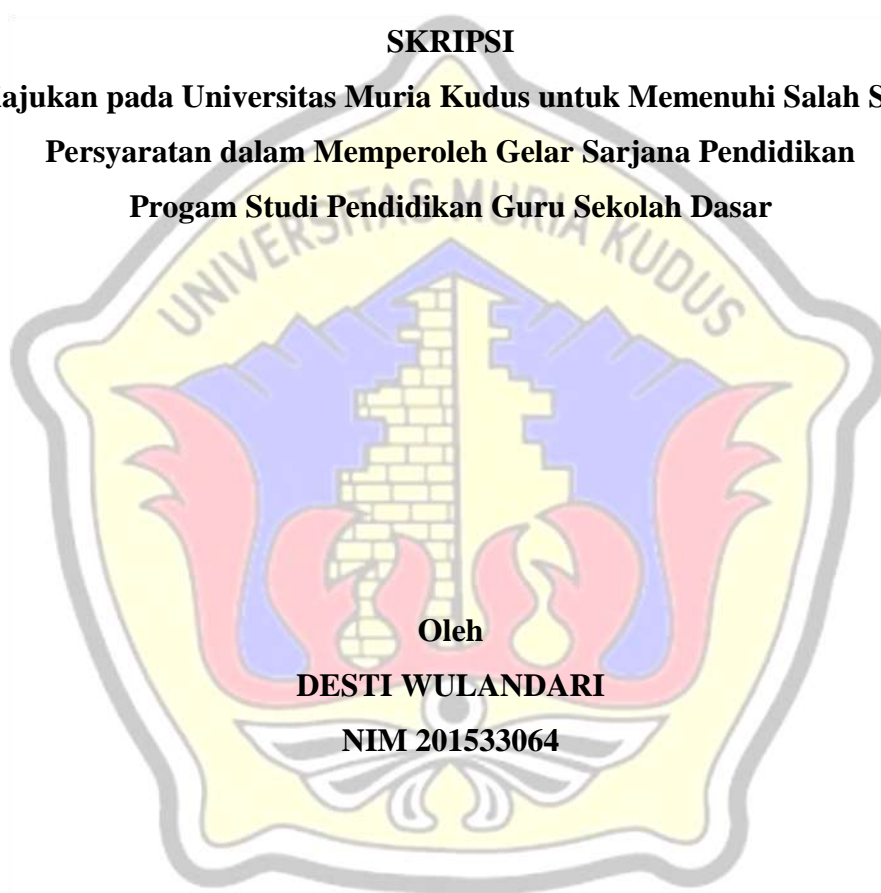 SKRIPSI
ajukan pada Universitas Muria Kudus untuk Memenuhi Salah S
Persyaratan dalam Memperoleh Gelar Sarjana Pendidikan
Progam Studi Pendidikan Guru Sekolah Dasar
UNIVERSITAS MURIA KUDUS
Oleh
DESTI WULANDARI
NIM 201533064